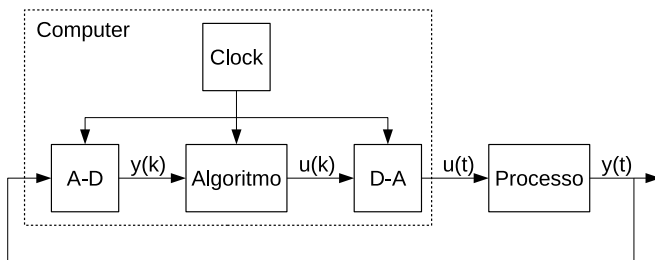 Computer
Clock
A-D
y(k)
Algoritmo
u(k)
D-A
u(t)
Processo
y(t)